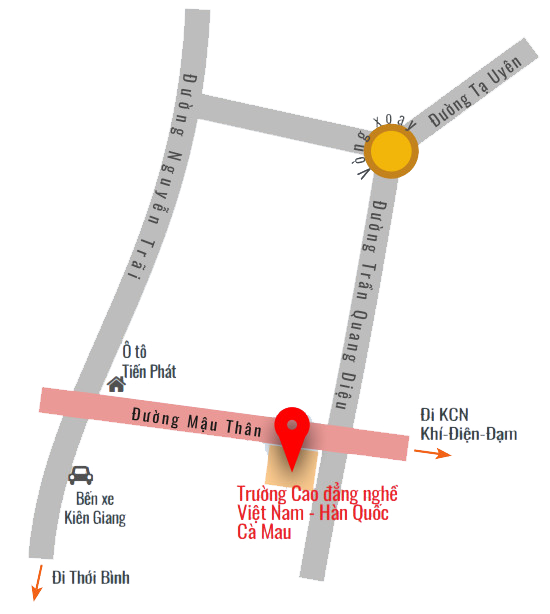 Đường Tạ Uyên
Vòng xoay
Đường Nguyễn Trãi
Đường Trần Quang Diệu
Ô tô
Tiến Phát
Đường Mậu Thân
Đi KCN
Khí-Điện-Đạm
Bến xe
Kiên Giang
Trường Cao đẳng nghề
Việt Nam - Hàn Quốc
Cà Mau
Đi Thới Bình